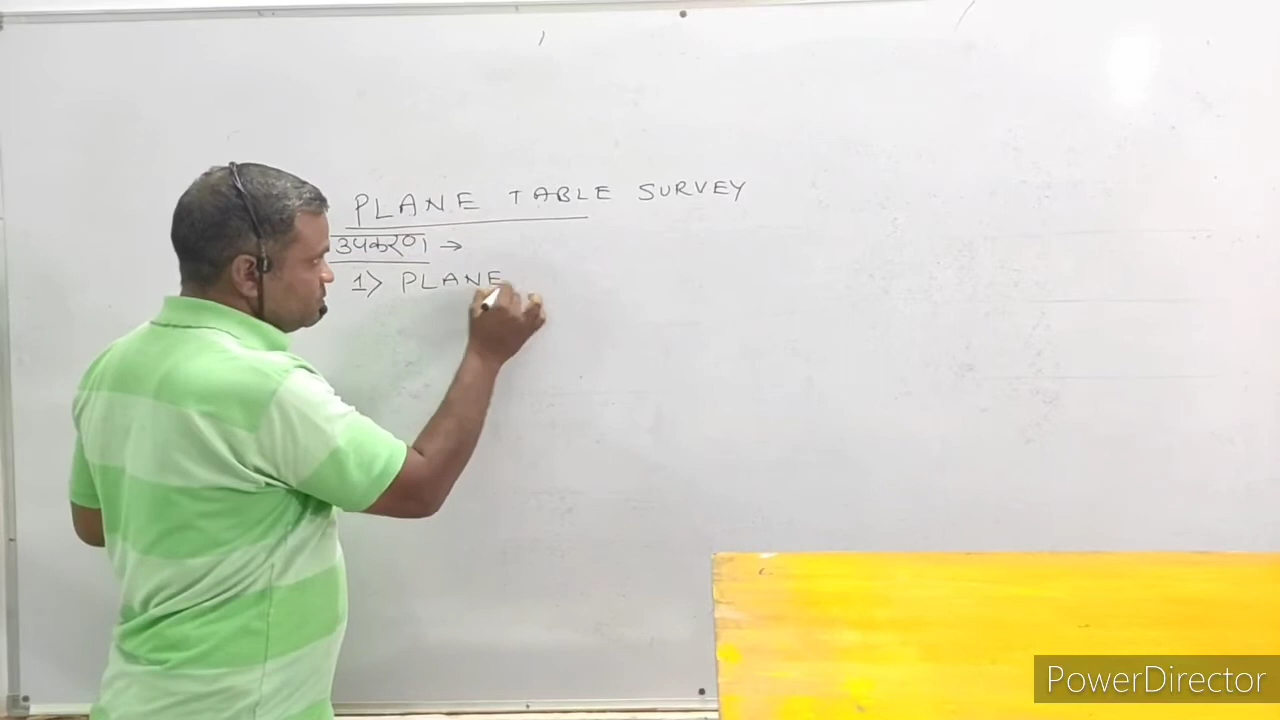 PLANE TABLE SURVEY
उपकरण →
1> PLANE
PowerDirector